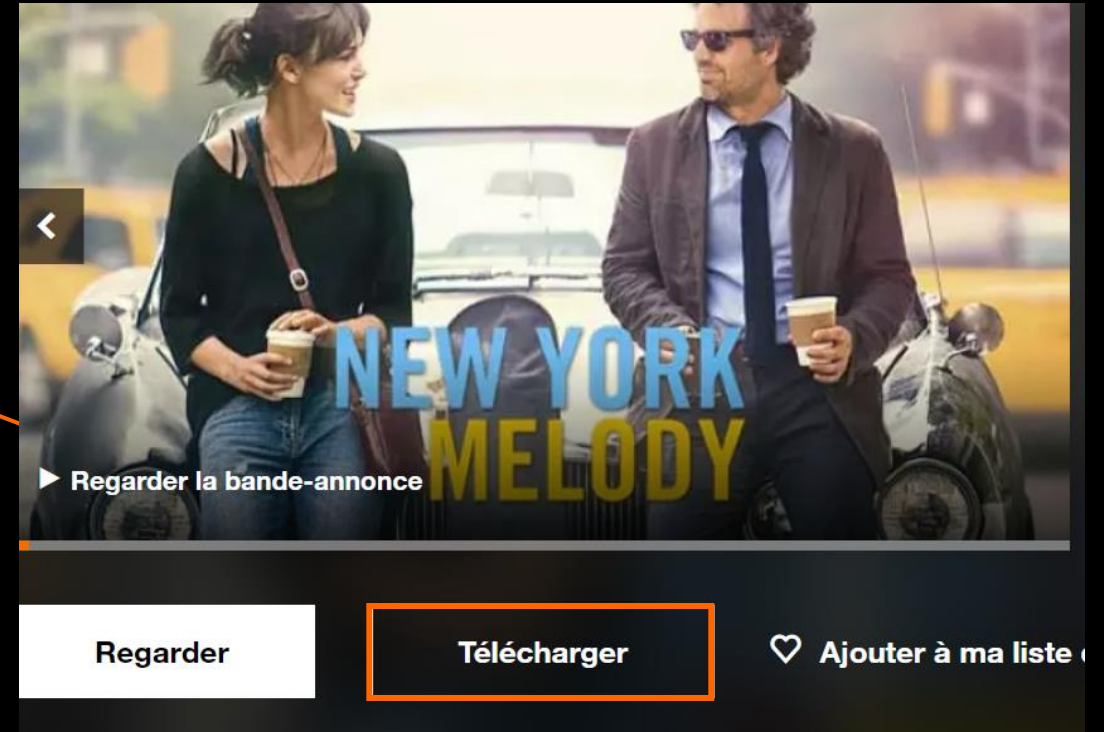 NEW YORK
MELODY
Regarder la bande-annonce
Regarder
Télécharger
Ajouter à ma liste